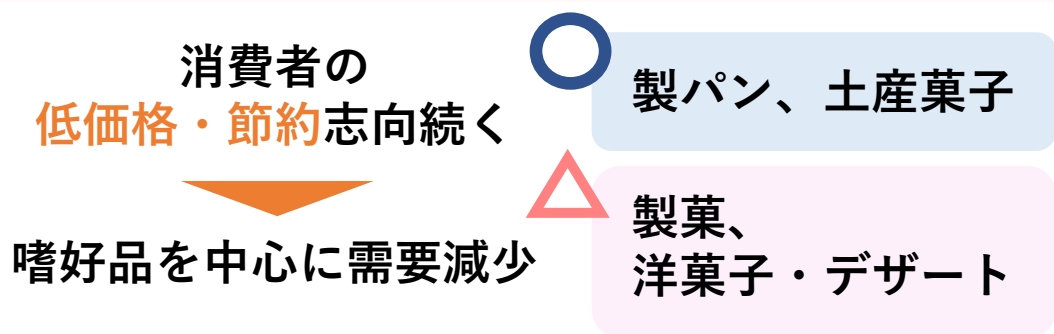 消費者の
低価格・節約志向続く
嗜好品を中心に需要減少
製パン、土産菓子
製菓、
洋菓子・デザート